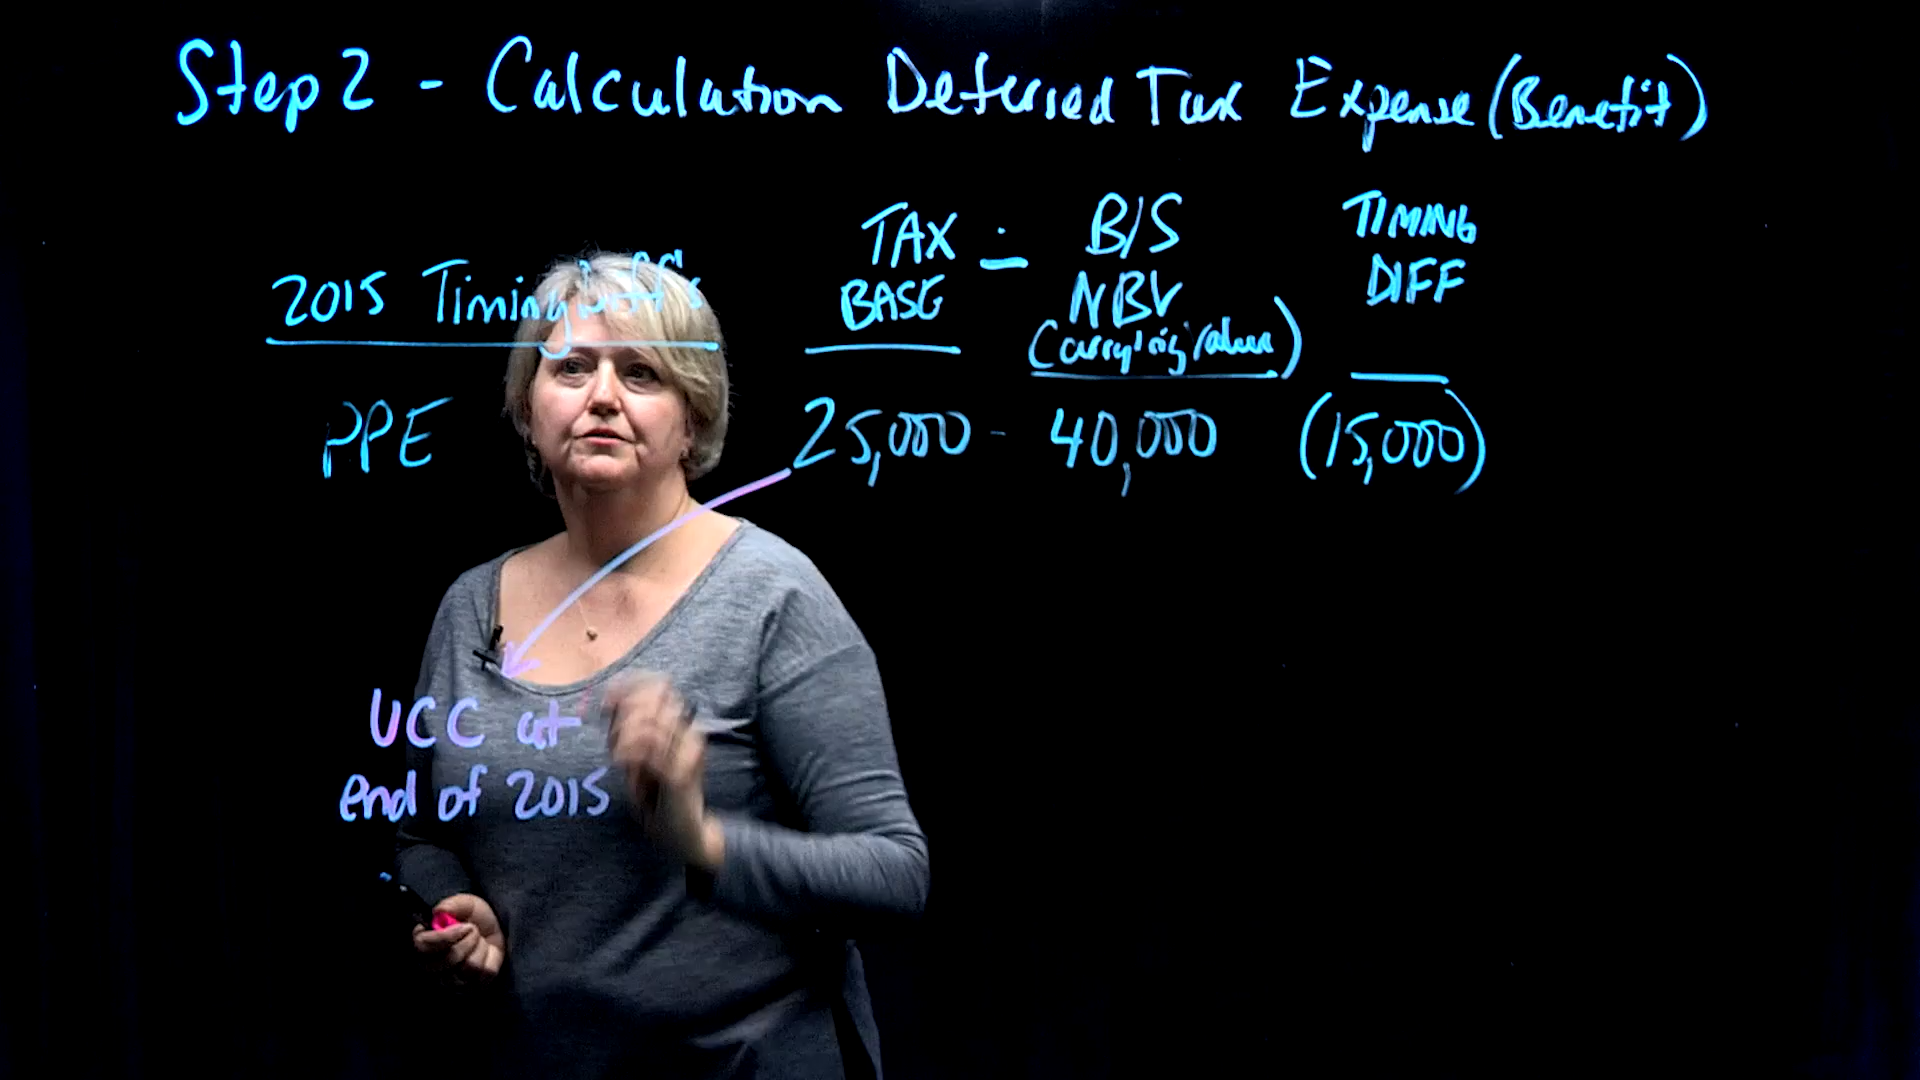 Step 2 - Calculation Deferred Tax Expense (Benefit)
2015 Timing Diff's
TAX BASE
-
B/S NBV (carrying value)
TIMING DIFF
PPE 25,000 - 40,000 (15,000)
UCC at
end of 2015